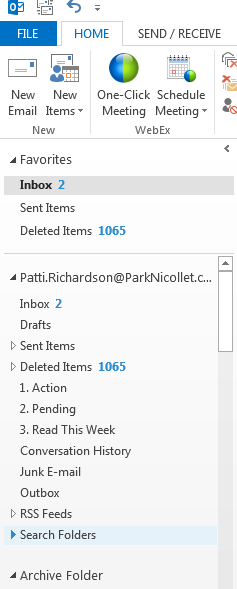 FILE HOME SEND / RECEIVE
New Email New Items One-Click Meeting Schedule Meeting
New WebEx
Favorites
Inbox 2
Sent Items
Deleted Items 1065
Patti.Richardson@ParkNicollet.c...
Inbox 2
Drafts
Sent Items
Deleted Items 1065
1. Action
2. Pending
3. Read This Week
Conversation History
Junk E-mail
Outbox
RSS Feeds
Search Folders
Archive Folder